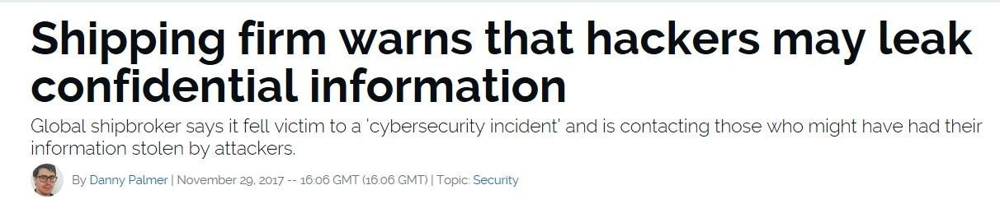 Shipping firm warns that hackers may leak
confidential information
Global shipbroker says it fell victim to a 'cybersecurity incident' and is contacting those who might have had their
information stolen by attackers.
By Danny Palmer | November 29, 2017 -- 16:06 GMT (16:06 GMT) | Topic: Security